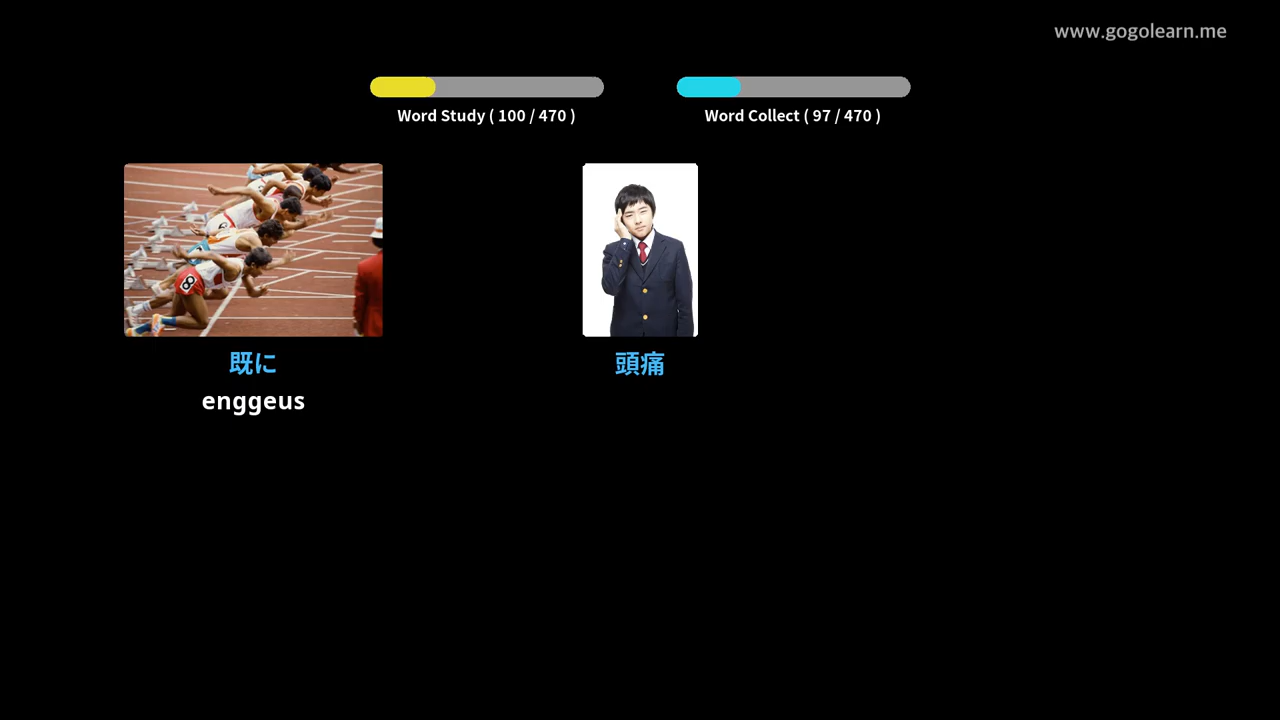 www.gogolearn.me
Word Study ( 100 / 470 )
Word Collect ( 97 / 470 )
既に
頭痛
enggeus